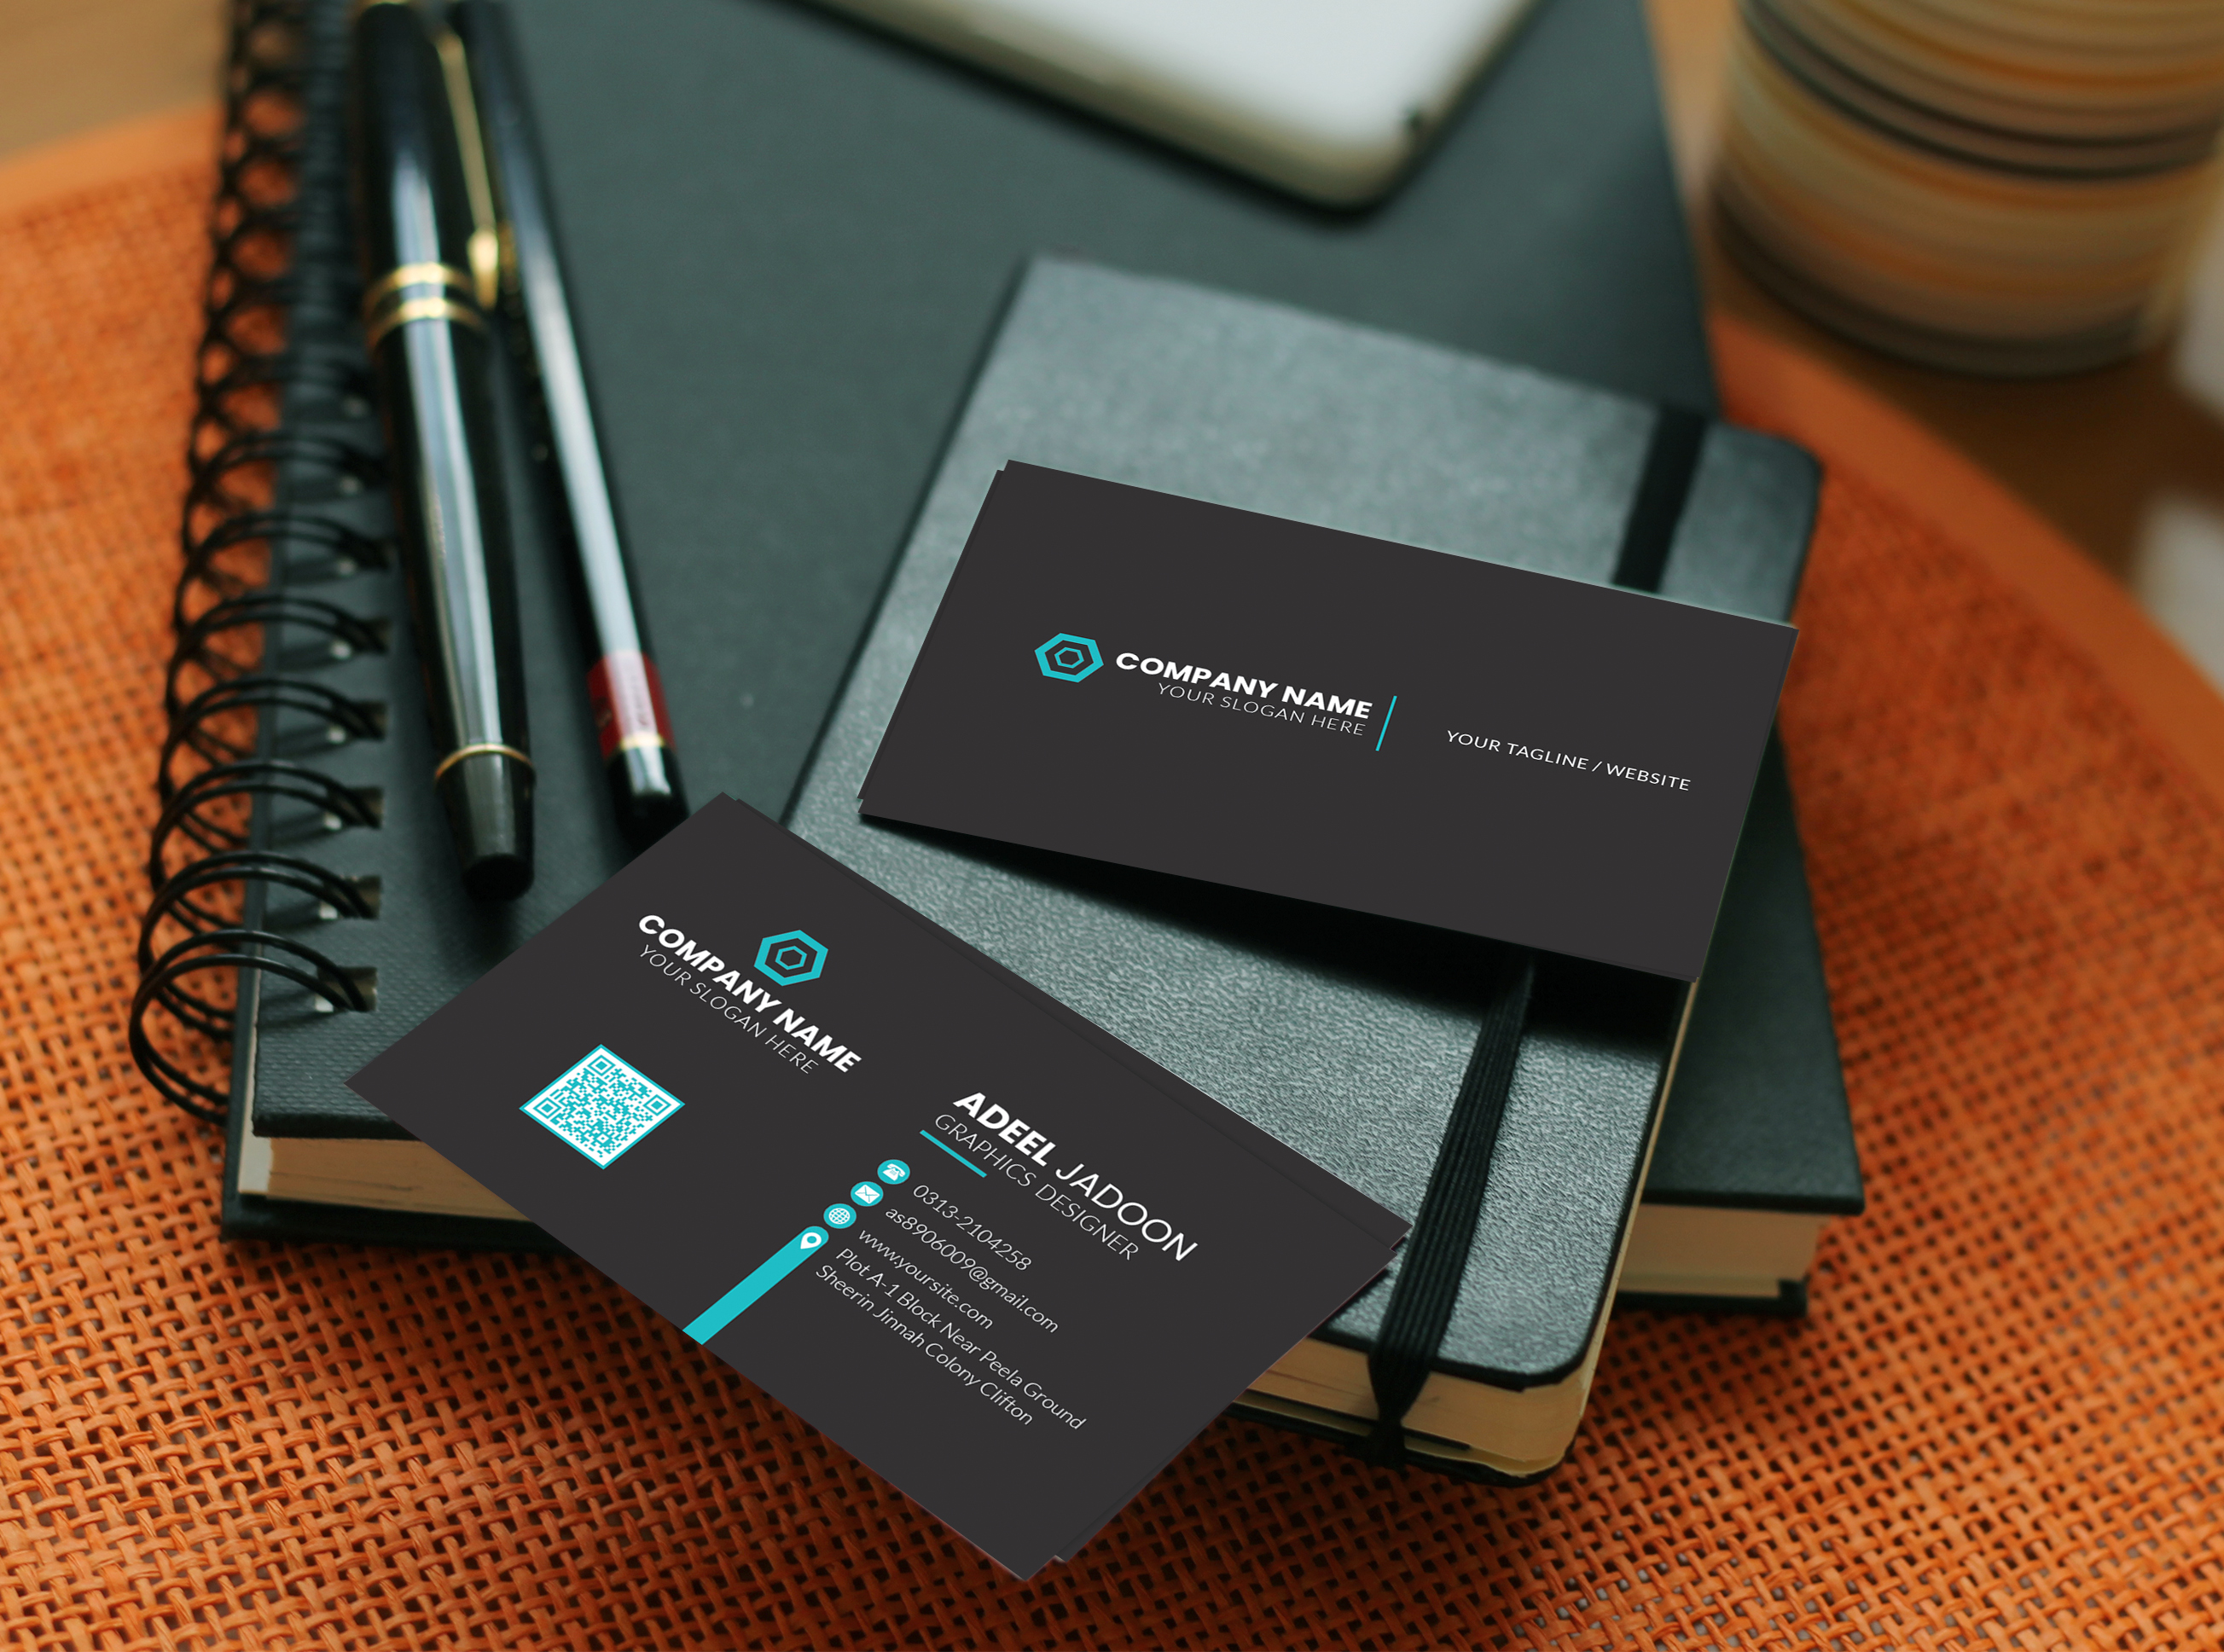 COMPANY NAME
YOUR SLOGAN HERE
YOUR TAGLINE / WEBSITE
COMPANY NAME
YOUR SLOGAN HERE
ADEEL JADOON
GRAPHICS DESIGNER
0313-2104258
as8906009@gmail.com
www.yoursite.com
Plot A-1 Block Near Peela Ground
Sheerin Jinnah Colony Clifton